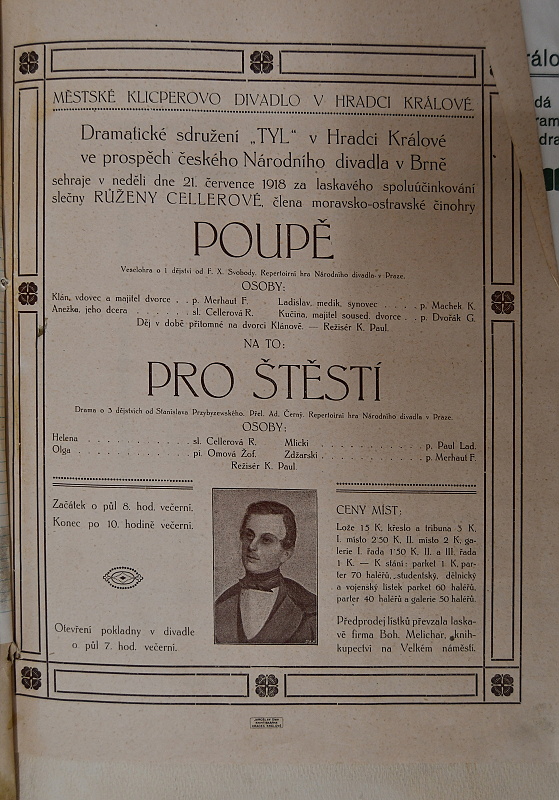 MĚSTSKÉ KLICPEROVO DIVADLO V HRADCI KRÁLOVÉ.
Dramatické sdružení „TYL“ v Hradci Králové
ve prospěch českého Národního divadla v Brně
sehraje v neděli dne 21. července 1918 za laskavého spoluúčinkování
slečny RŮŽENY CELLEROVÉ, člena moravsko-ostravské činohry
POUPĚ
Veselohra o 1 dějství od F. X. Svobody. Repertoirní hra Národního divadla v Praze.
OSOBY:
Klán, vdovec a majitel dvorce . . p. Merhaut F.
Anežka, jeho dcera . . . . . . sl. Cellerová R.
Ladislav, medik, synovec . . . . p. Machek K.
Kučina, majitel soused. dvorce . . p. Dvořák G.
Děj v době přítomné na dvorci Klánově. — Režisér K. Paul.
NA TO:
PRO ŠTĚSTÍ
Drama o 3 dějstvích od Stanislava Przybyzewského. Přel. Ad. Černý. Repertoirní hra Národního divadla v Praze.
OSOBY:
Helena . . . . . . . . . . . sl. Cellerová R.
Olga . . . . . . . . . . . . pí. Omová Žof.
Mlicki . . . . . . . . . . . p. Paul Lad.
Zdžarski . . . . . . . . . . p. Merhaut F.
Režisér K. Paul.
Začátek o půl 8. hod. večerní.
Konec po 10. hodině večerní.
Otevření pokladny v divadle
o půl 7. hod. večerní.
CENY MÍST:
Lože 15 K, křeslo a tribuna 3 K,
I. místo 2·50 K, II. místo 2 K, ga-
lerie I. řada 1·50 K, II. a III. řada
1 K. — K stání: parket 1 K, par-
ter 70 haléřů, studentský, dělnický
a vojenský lístek parket 60 haléřů,
parter 40 haléřů a galerie 50 haléřů.
Předprodej lístků převzala laska-
vě firma Boh. Melichar, knih-
kupectví na Velkém náměstí.